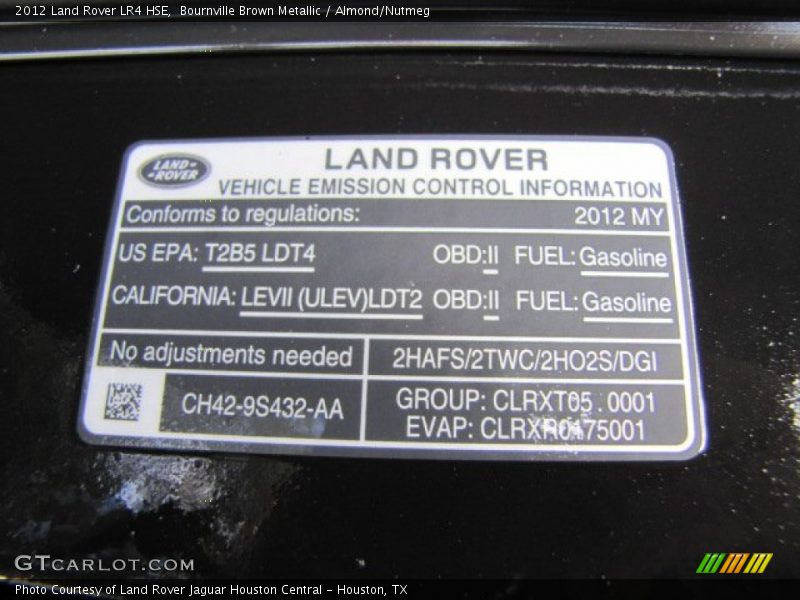 2012 Land Rover LR4 HSE,  Bournville Brown Metallic / Almond/Nutmeg
LAND ROVER
LAND-
-ROVER
VEHICLE EMISSION CONTROL INFORMATION
Conforms to regulations: 2012 MY
US EPA: T2B5 LDT4 OBD:II FUEL: Gasoline
CALIFORNIA: LEVII (ULEV)LDT2 OBD:II FUEL: Gasoline
No adjustments needed 2HAFS/2TWC/2HO2S/DGI
CH42-9S432-AA
GROUP: CLRXT05.0001
EVAP: CLRXR0175001
GTCARLOT.COM
Photo Courtesy of Land Rover Jaguar Houston Central - Houston, TX